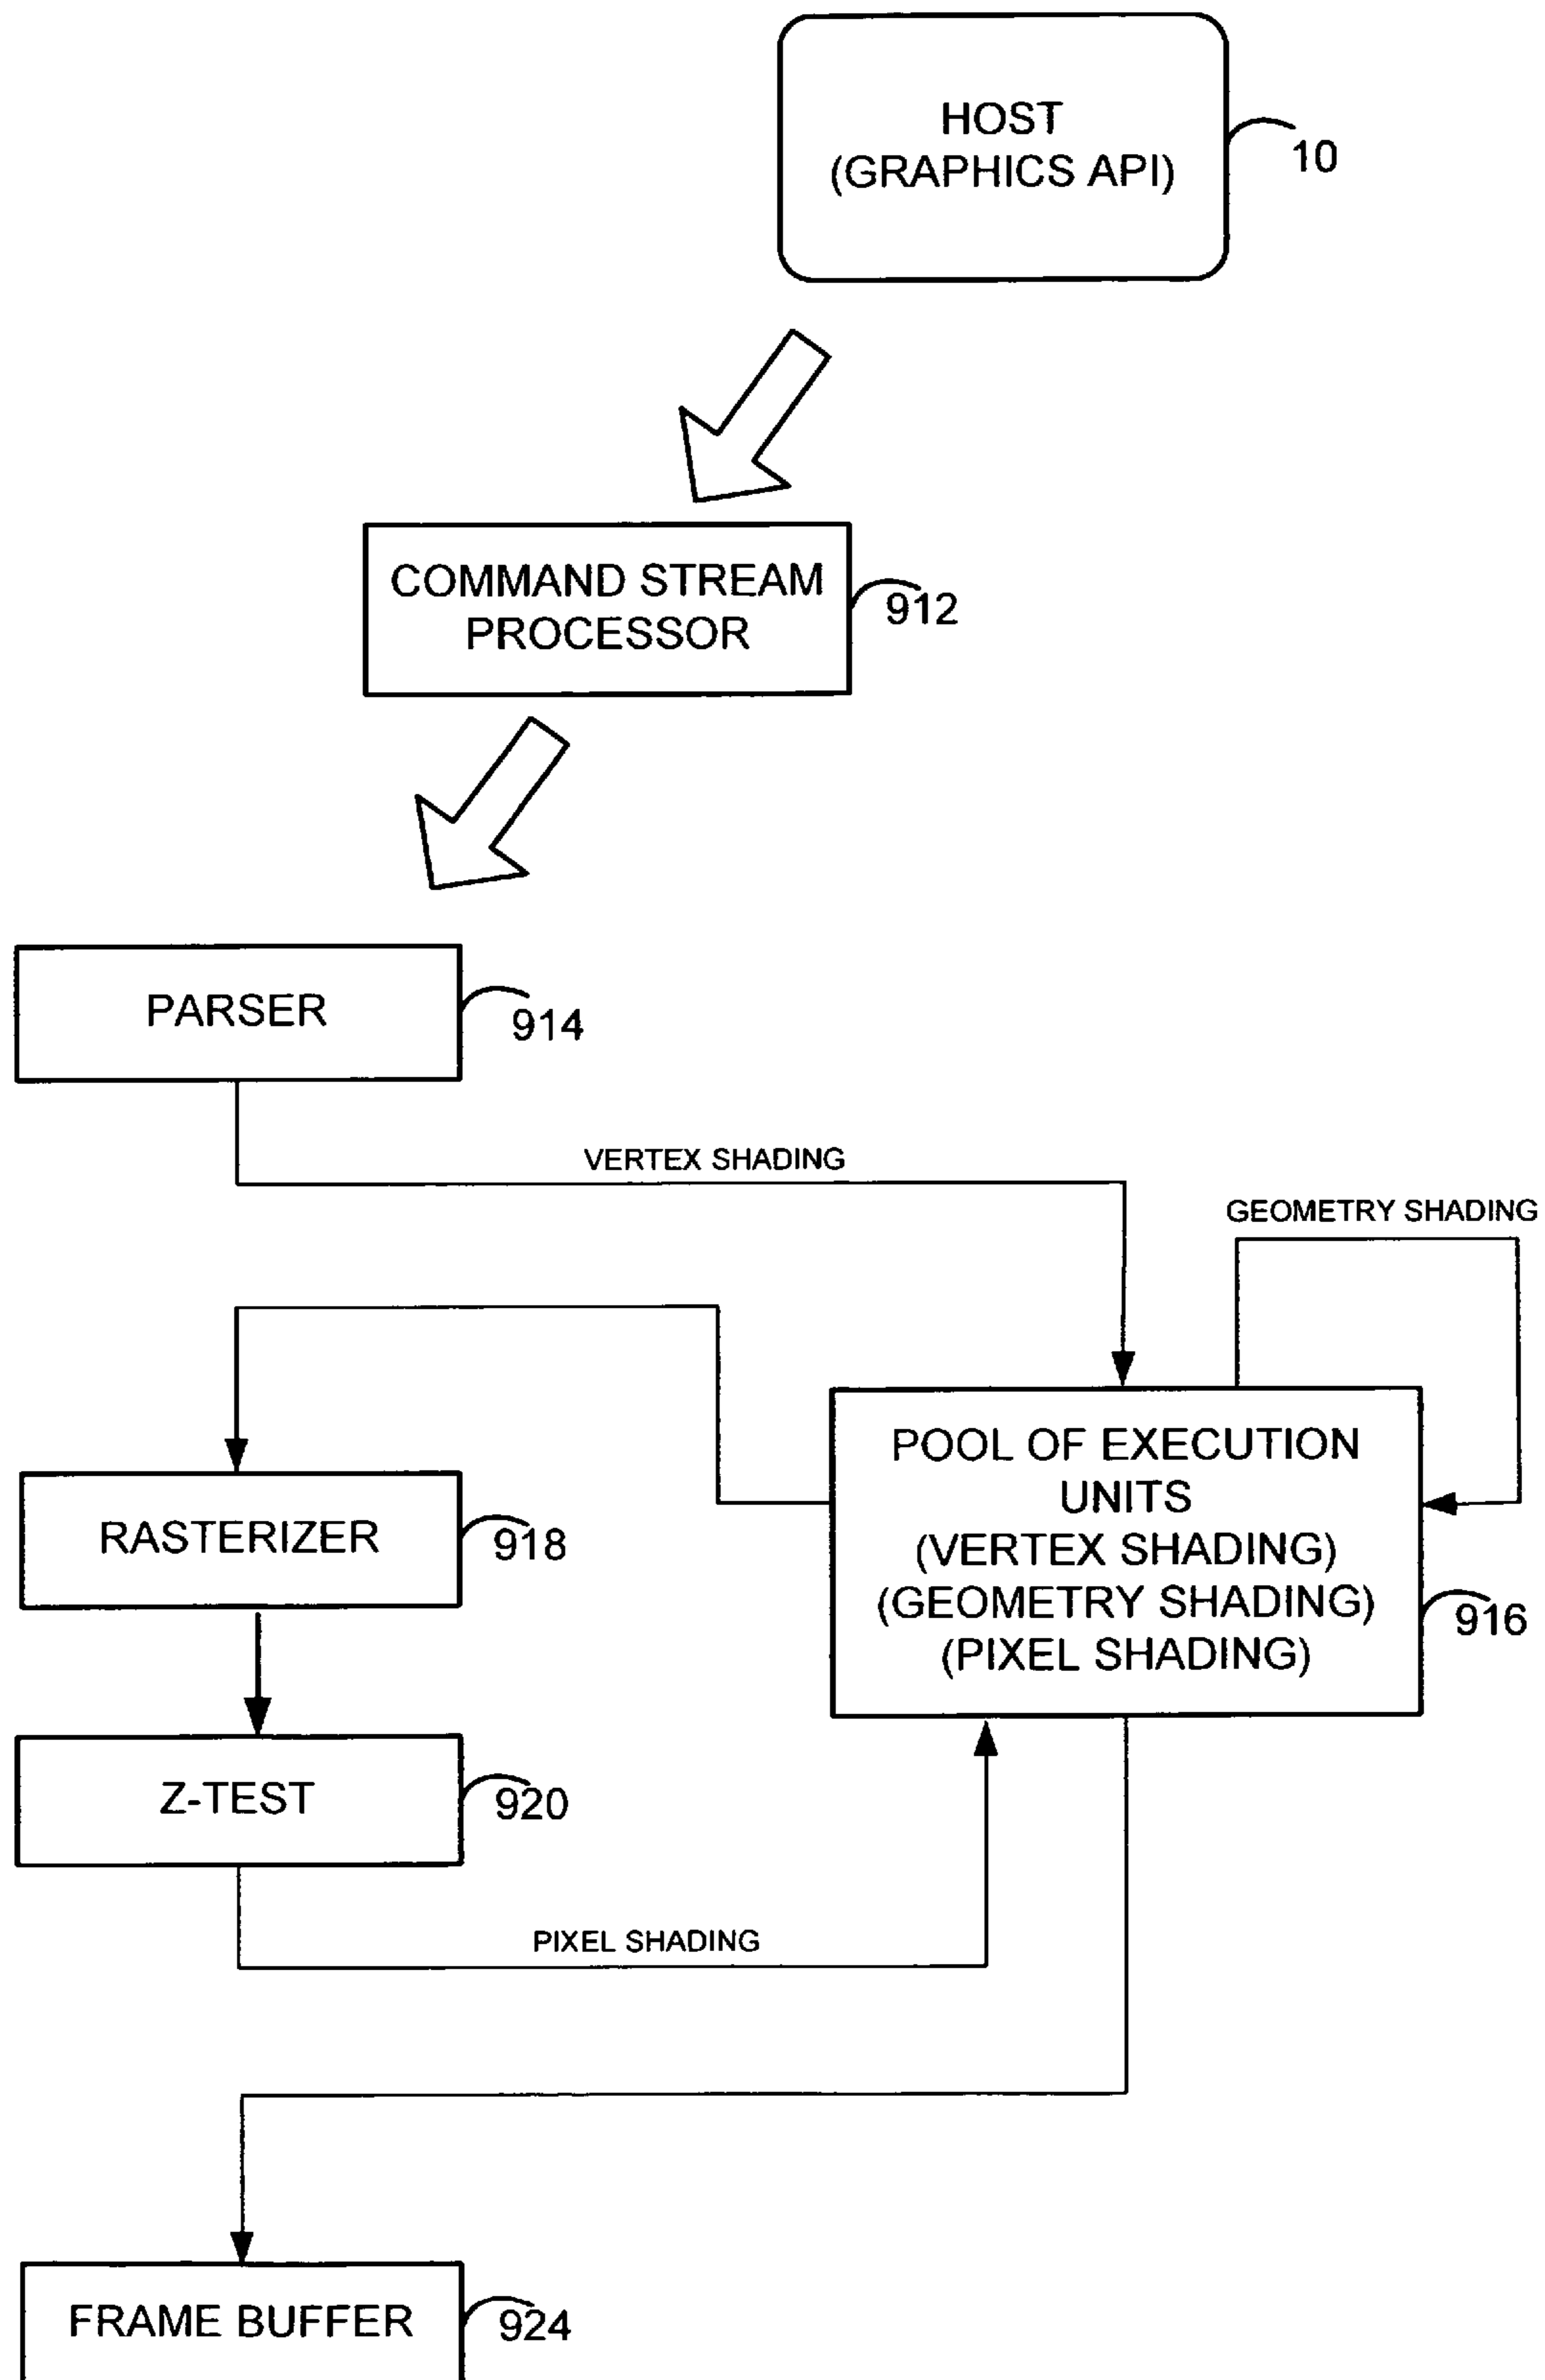 HOST
(GRAPHICS API)
10
COMMAND STREAM
PROCESSOR
912
PARSER
914
VERTEX SHADING
GEOMETRY SHADING
POOL OF EXECUTION
UNITS
(VERTEX SHADING)
(GEOMETRY SHADING)
(PIXEL SHADING)
916
RASTERIZER
918
Z-TEST
920
PIXEL SHADING
FRAME BUFFER
924